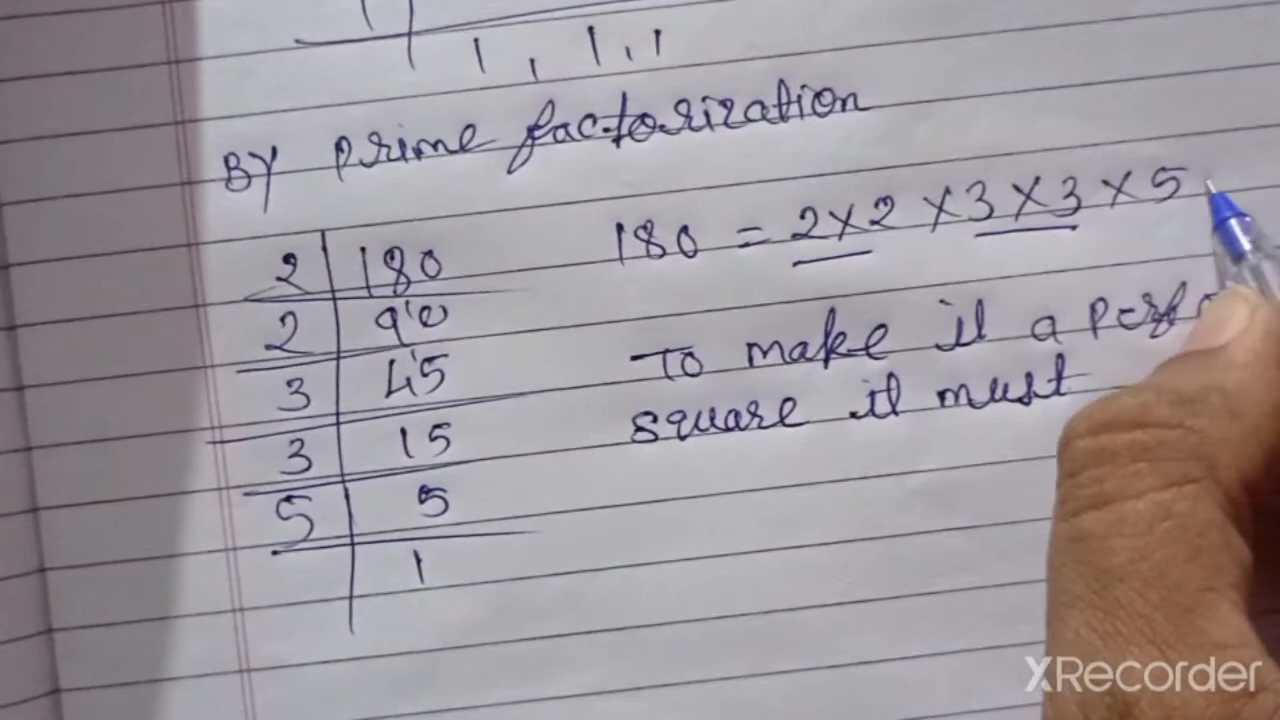 1 , 1, 1
BY Prime factorization
180 = 2×2 ×3×3×5
2 180
2 90
3 45
3 15
5 5
1
To make it a
square it must
XRecorder